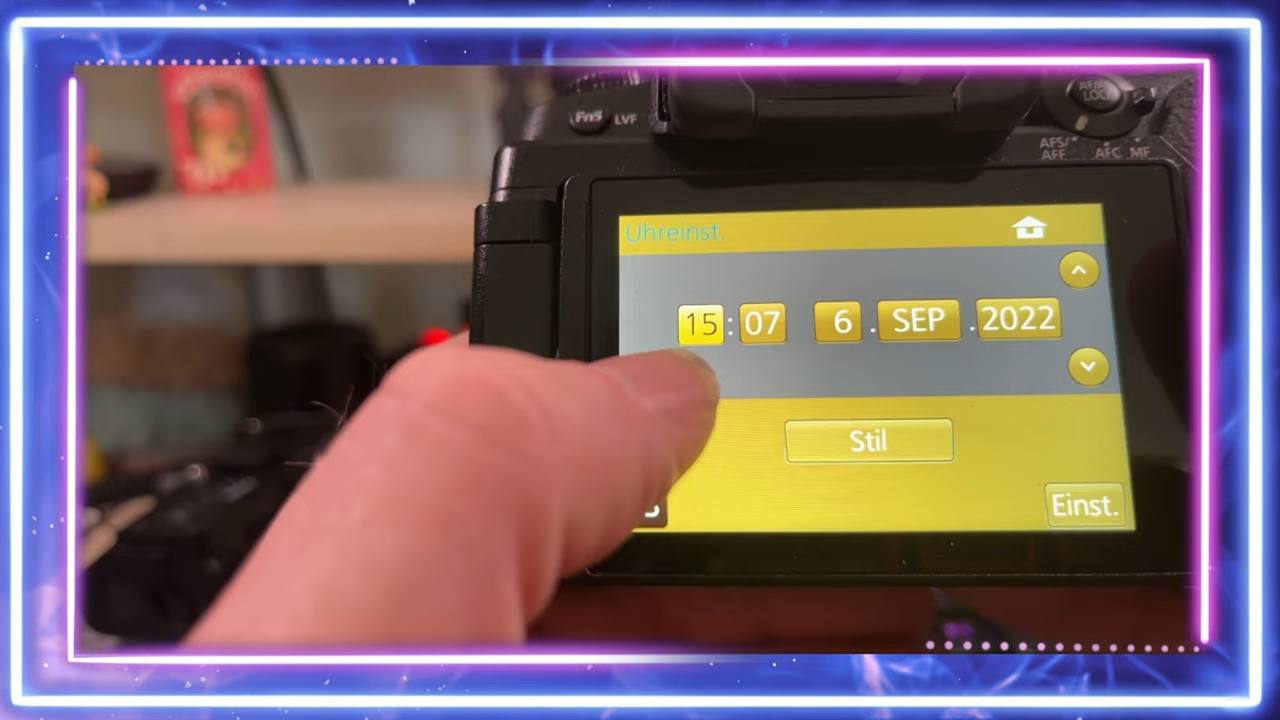 Fn5 LVF
AF/AE LOCK
AFS/AFF AFC MF
Uhreinst.
15:07 6.SEP.2022
Stil
Einst.